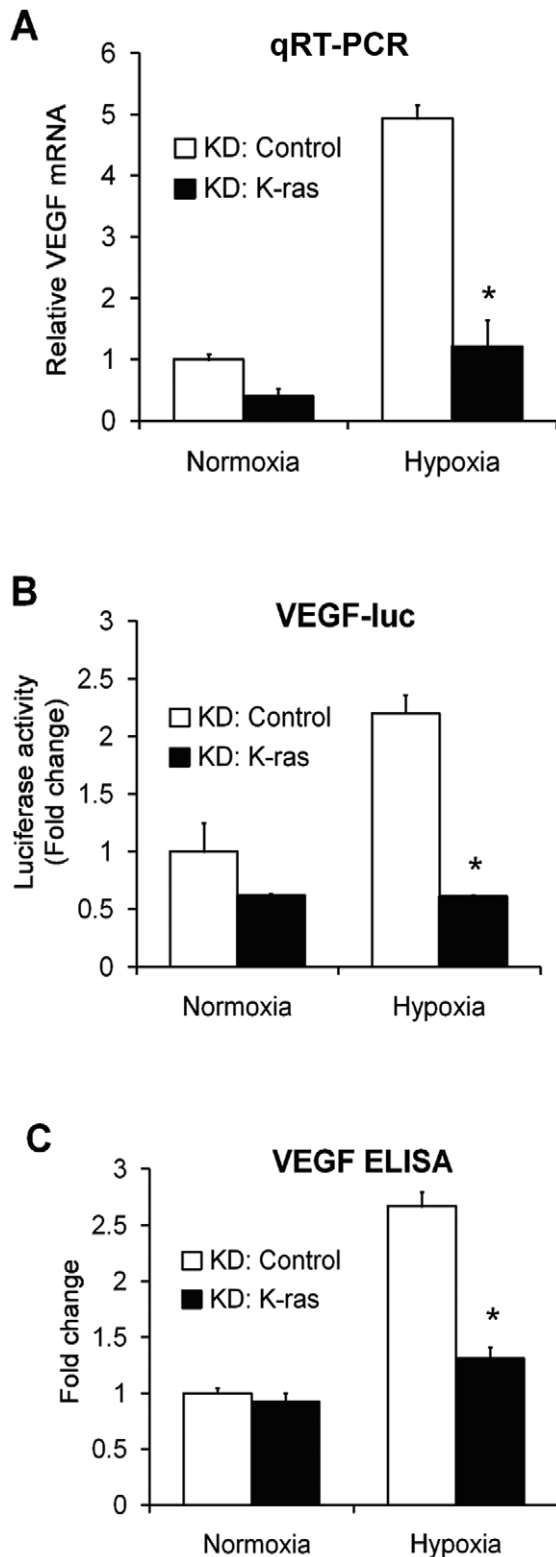 A
qRT-PCR
Relative VEGF mRNA
6
5
4
3
2
1
0
KD: Control
KD: K-ras
*
Normoxia Hypoxia
B
VEGF-luc
Luciferase activity
(Fold change)
3
2.5
2
1.5
1
0.5
0
KD: Control
KD: K-ras
*
Normoxia Hypoxia
C
VEGF ELISA
Fold change
3
2.5
2
1.5
1
0.5
0
KD: Control
KD: K-ras
*
Normoxia Hypoxia